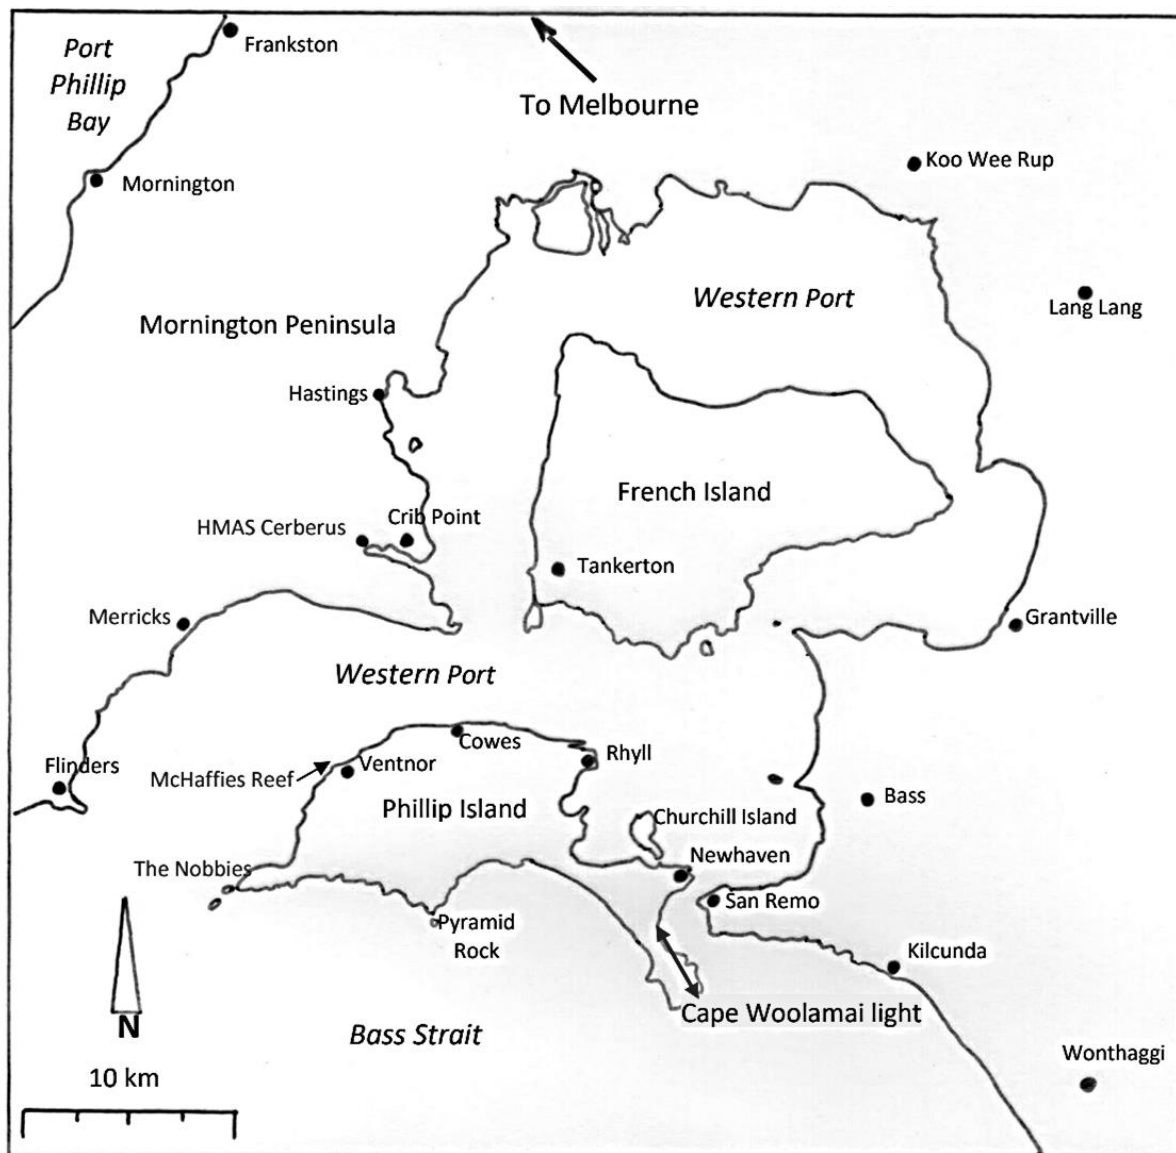 Port
Phillip
Bay
Frankston
To Melbourne
Koo Wee Rup
Mornington
Western Port
Lang Lang
Mornington Peninsula
Hastings
French Island
Crib Point
HMAS Cerberus
Tankerton
Merricks
Grantville
Western Port
Cowes
Rhyll
Flinders
McHaffies Reef
Ventnor
Phillip Island
Bass
Churchill Island
Newhaven
The Nobbies
San Remo
Pyramid
Rock
Kilcunda
Cape Woolamai light
N
Bass Strait
Wonthaggi
10 km